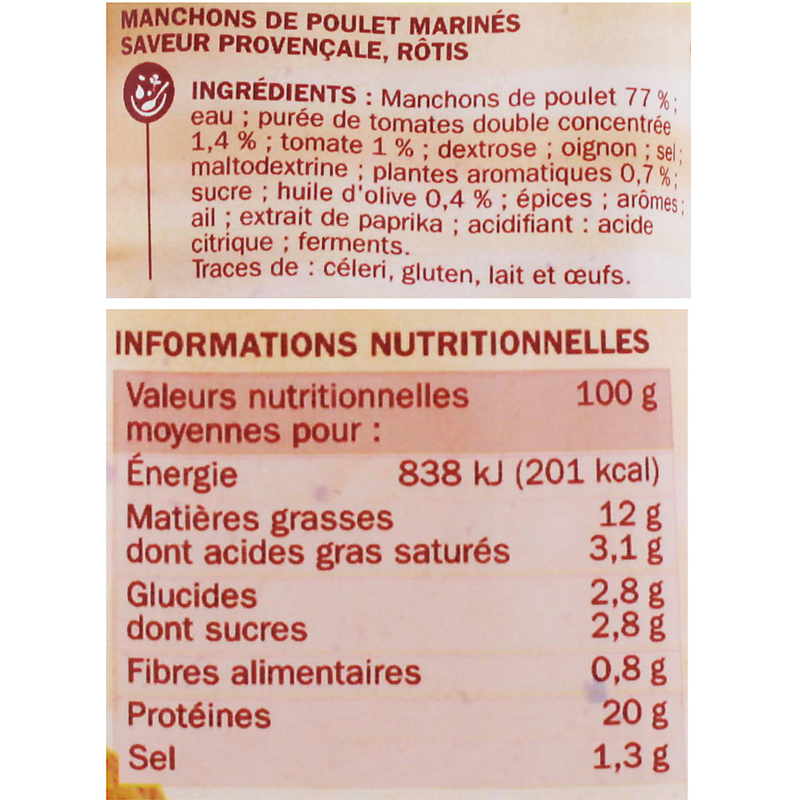 MANCHONS DE POULET MARINÉS
SAVEUR PROVENÇALE, RÔTIS
INGRÉDIENTS : Manchons de poulet 77 % ;
eau ; purée de tomates double concentrée
1,4 % ; tomate 1 % ; dextrose ; oignon ; sel ;
maltodextrine ; plantes aromatiques 0,7 % ;
sucre ; huile d'olive 0,4 % ; épices ; arômes ;
ail ; extrait de paprika ; acidifiant : acide
citrique ; ferments.
Traces de : céleri, gluten, lait et œufs.
INFORMATIONS NUTRITIONNELLES
Valeurs nutritionnelles 100 g
moyennes pour :
Énergie 838 kJ (201 kcal)
Matières grasses 12 g
dont acides gras saturés 3,1 g
Glucides 2,8 g
dont sucres 2,8 g
Fibres alimentaires 0,8 g
Protéines 20 g
Sel 1,3 g